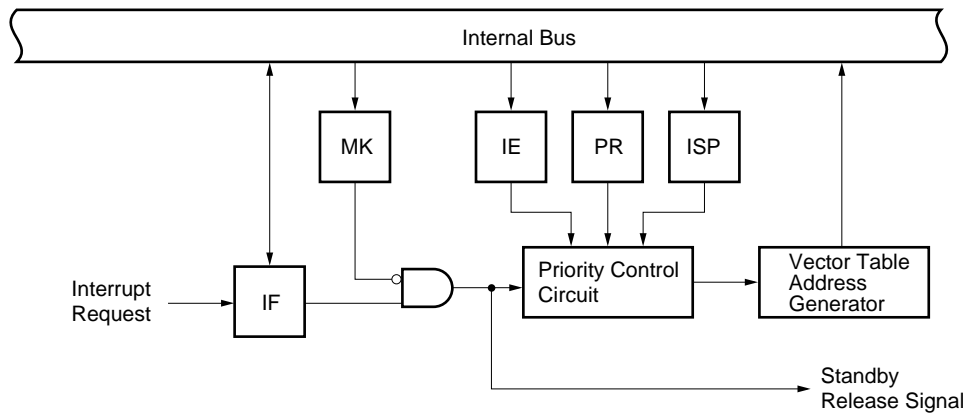 Internal Bus
MK
IE
PR
ISP
Interrupt
Request
IF
Priority Control
Circuit
Vector Table
Address
Generator
Standby
Release Signal